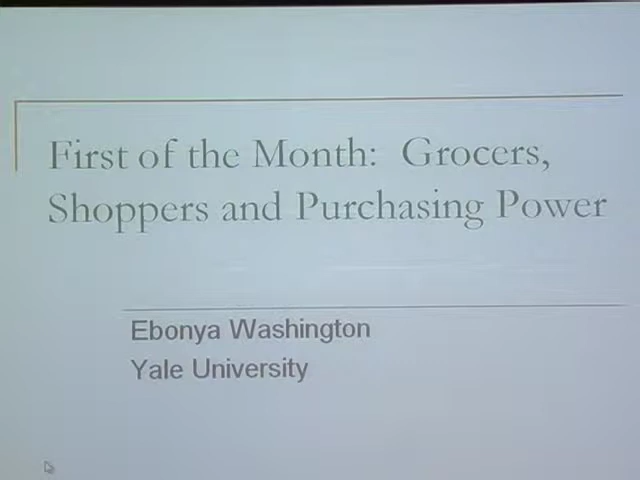 First of the Month: Grocers,
Shoppers and Purchasing Power
Ebonya Washington
Yale University